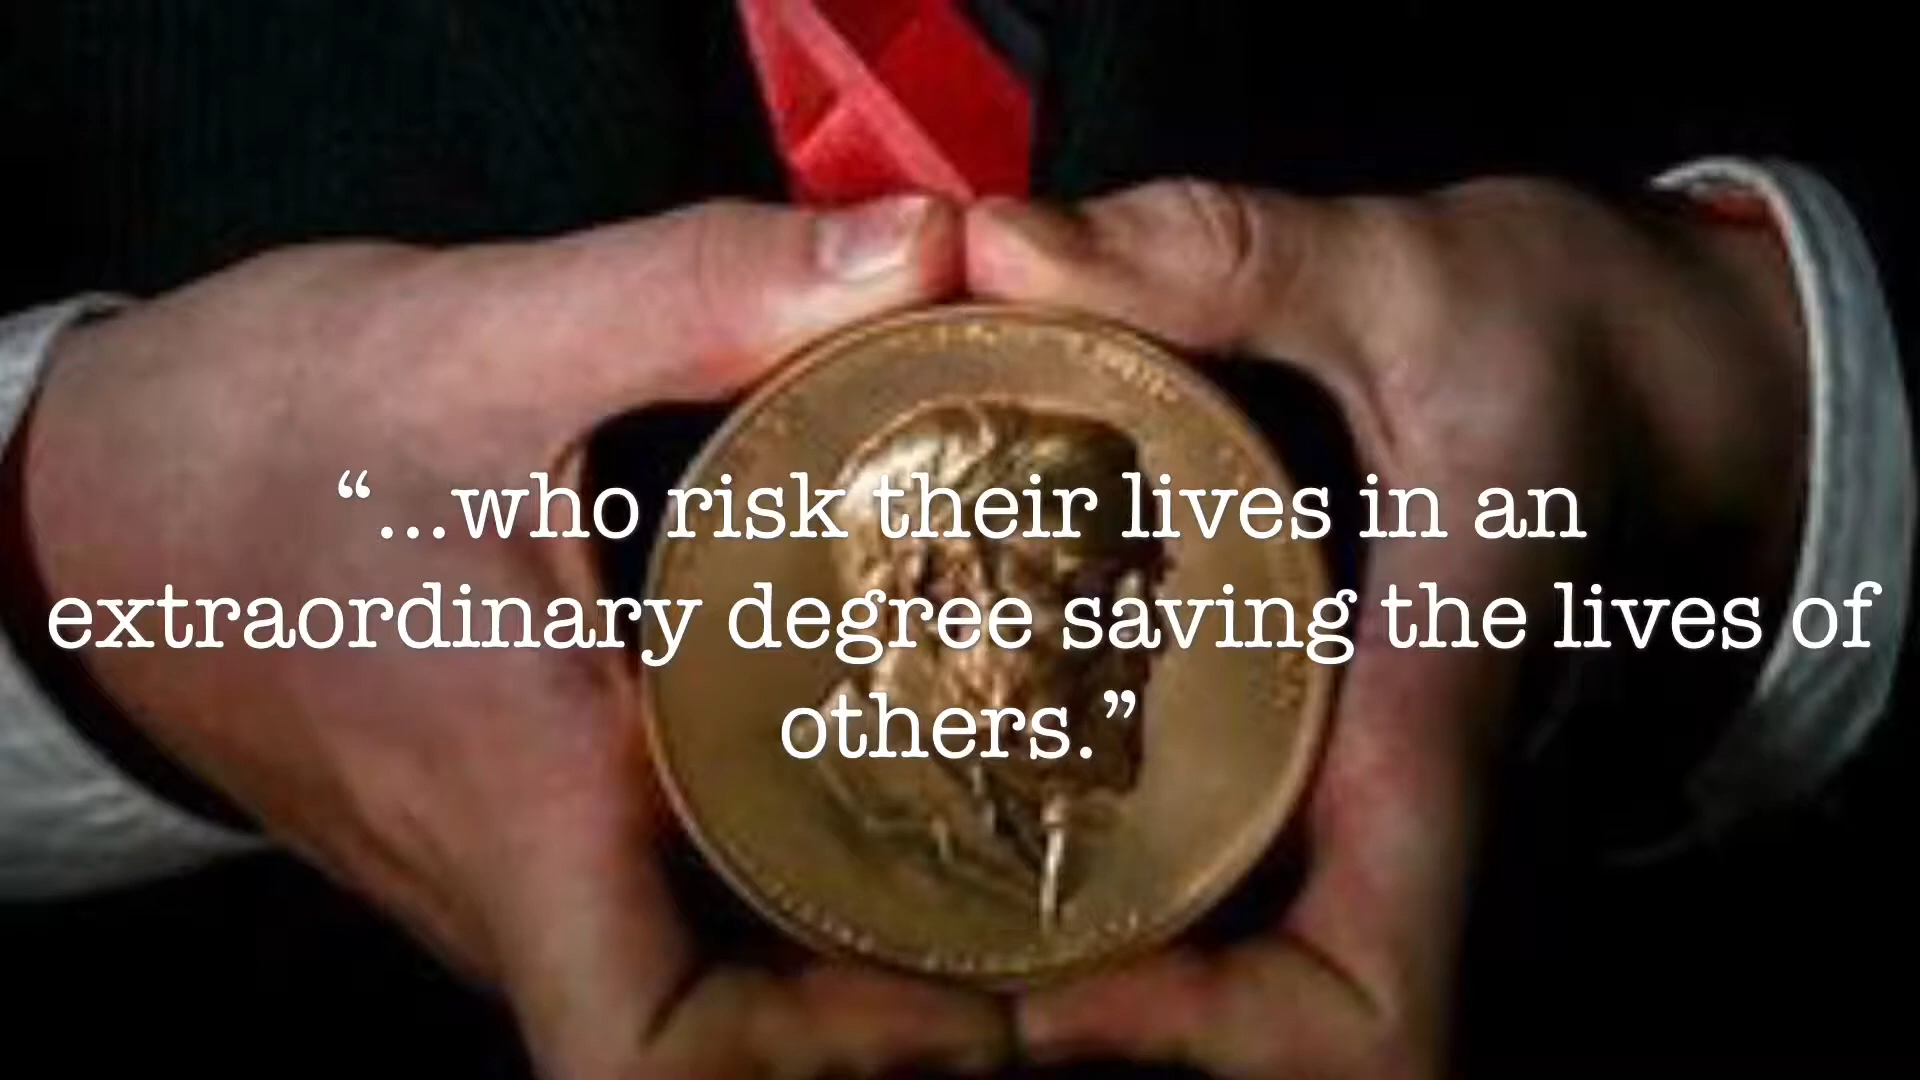 “...who risk their lives in an
extraordinary degree saving the lives of
others.”